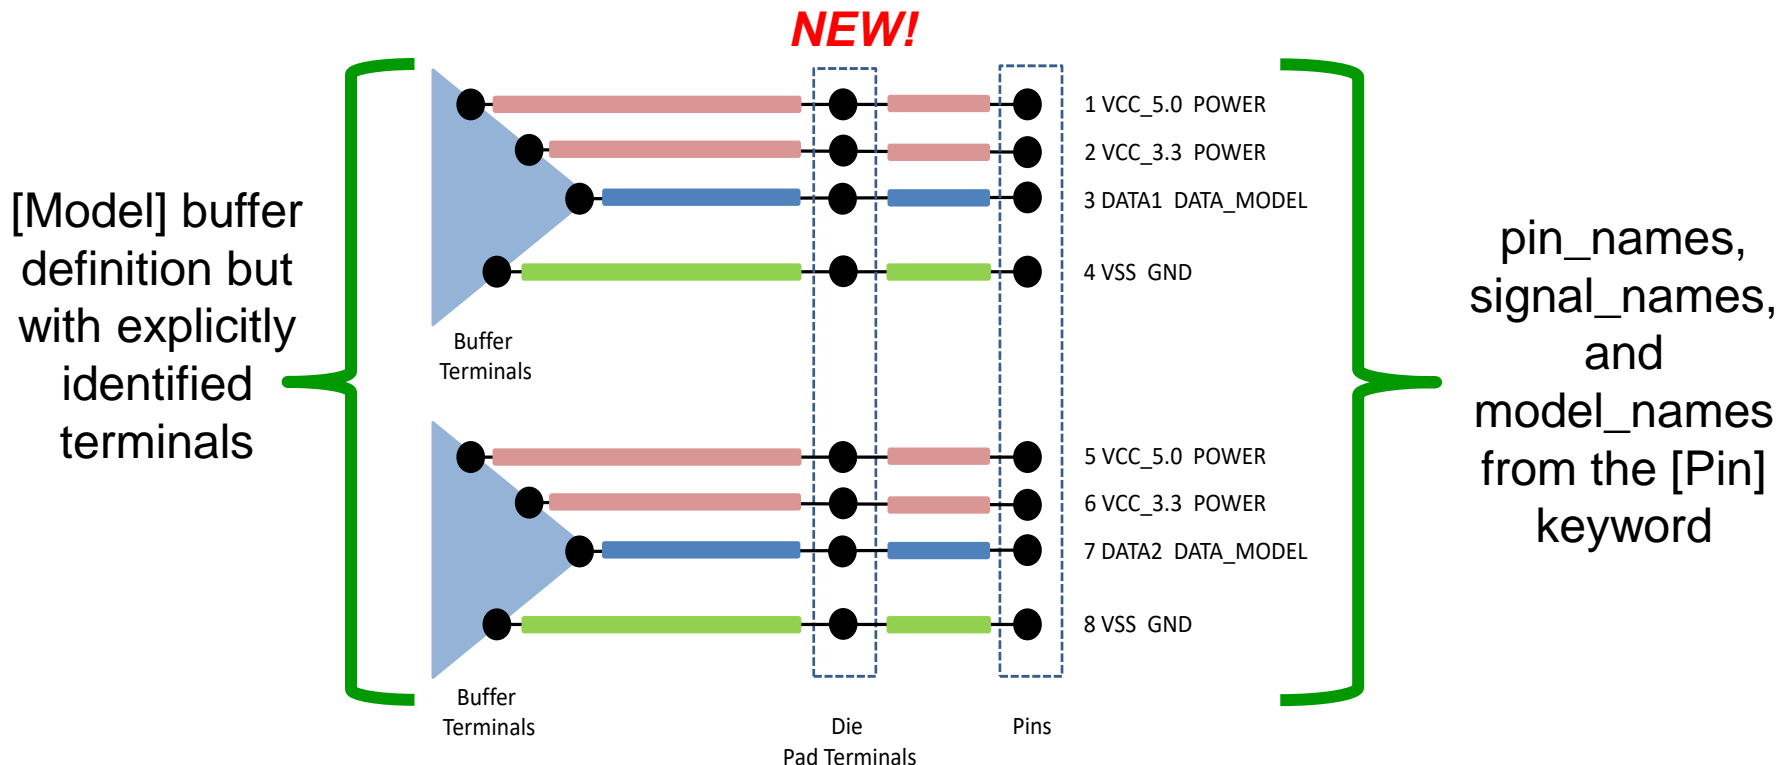 NEW!
[Model] buffer
definition but
with explicitly
identified
terminals
1 VCC_5.0 POWER
2 VCC_3.3 POWER
3 DATA1 DATA_MODEL
4 VSS GND
Buffer
Terminals
5 VCC_5.0 POWER
6 VCC_3.3 POWER
7 DATA2 DATA_MODEL
8 VSS GND
Buffer
Terminals
Die
Pad Terminals
Pins
pin_names,
signal_names,
and
model_names
from the [Pin]
keyword